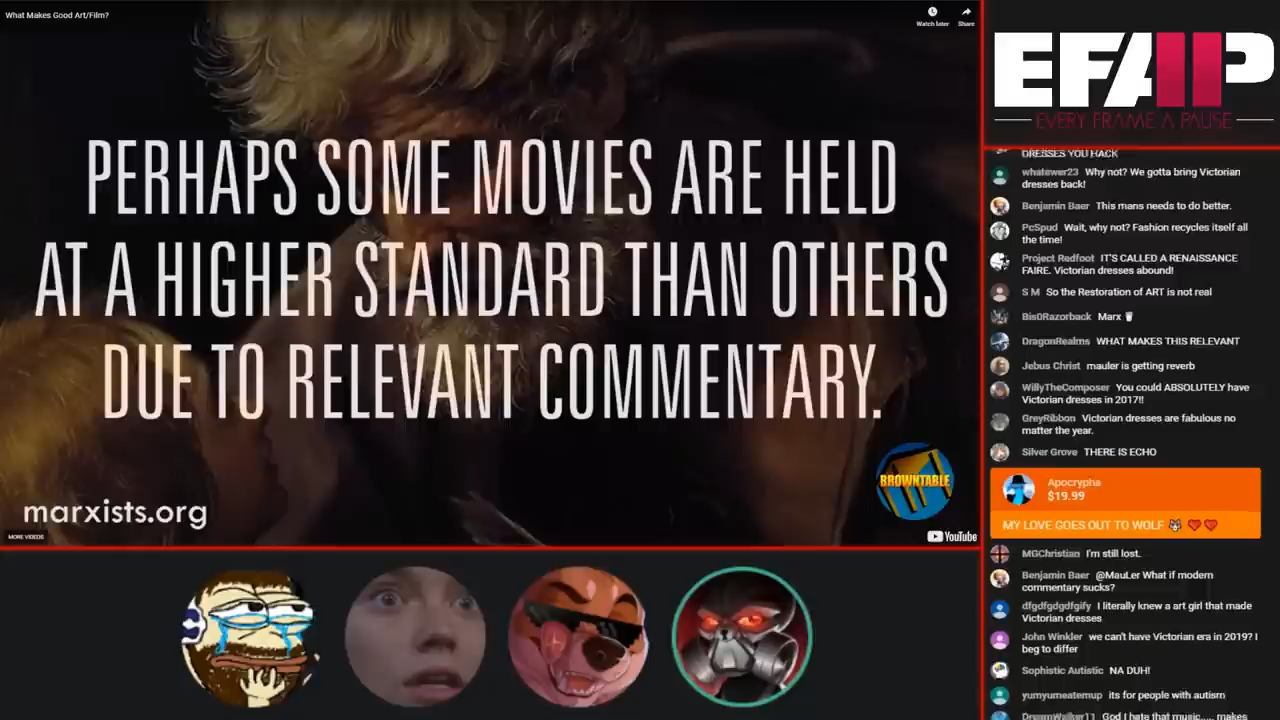 What Makes Good Art/Film?
Watch later
Share
PERHAPS SOME MOVIES ARE HELD
AT A HIGHER STANDARD THAN OTHERS
DUE TO RELEVANT COMMENTARY.
marxists.org
BROWNTABLE
MORE VIDEOS
YouTube
EFAP
EVERY FRAME A PAUSE
DRESSES YOU HACK
whatewer23 Why not? We gotta bring Victorian
dresses back!
Benjamin Baer This mans needs to do better.
PcSpud Wait, why not? Fashion recycles itself all
the time!
Project Redfoot IT'S CALLED A RENAISSANCE
FAIRE. Victorian dresses abound!
S M So the Restoration of ART is not real
Bis0Razorback Marx
DragonRealms WHAT MAKES THIS RELEVANT
Jebus Christ mauler is getting reverb
WillyTheComposer You could ABSOLUTELY have
Victorian dresses in 2017!!
GreyRibbon Victorian dresses are fabulous no
matter the year.
Silver Grove THERE IS ECHO
Apocrypha
$19.99
MY LOVE GOES OUT TO WOLF 🐺 ❤️ ❤️
MGChristian I'm still lost.
Benjamin Baer @MauLer What if modern
commentary sucks?
dfgdfgdgdfgify I literally knew a art girl that made
Victorian dresses
John Winkler we can't have Victorian era in 2019? I
beg to differ
Sophistic Autistic NA DUH!
yumyumeatemup its for people with autism
DreamWalker11 God I hate that music..... makes